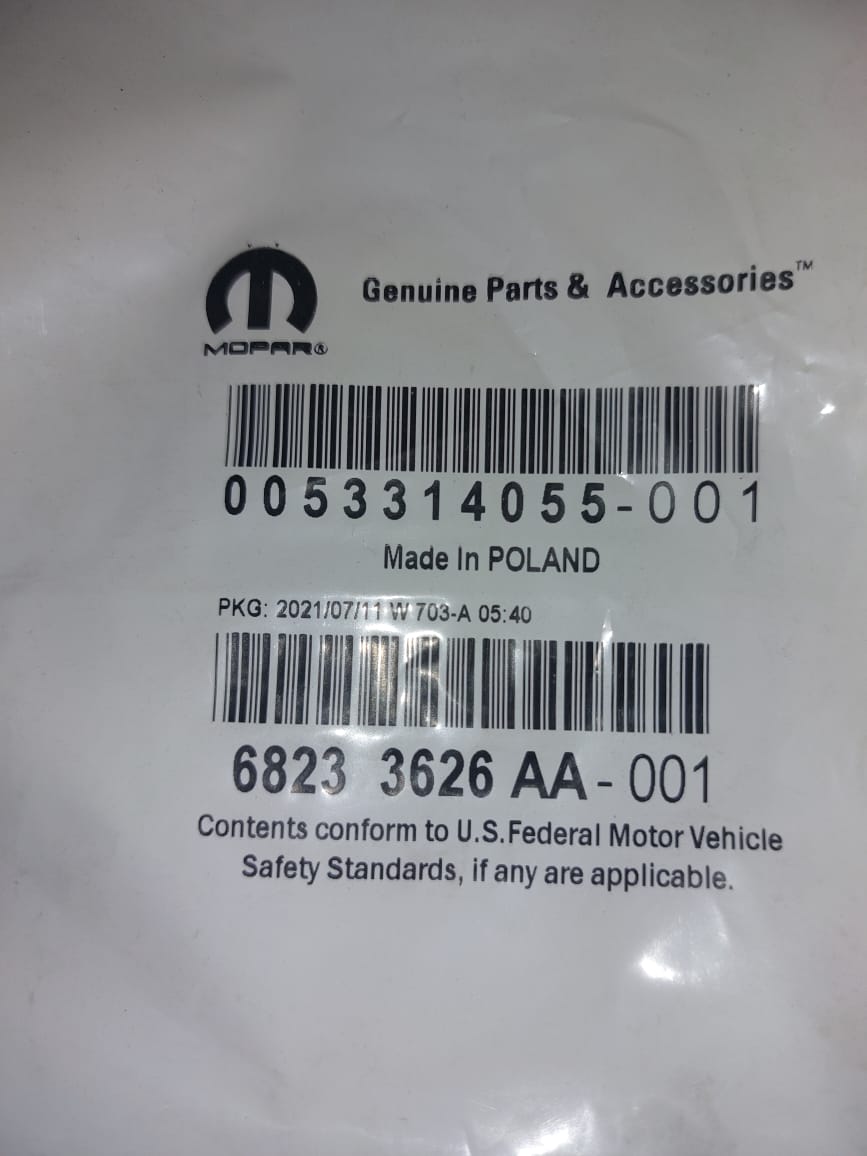 Genuine Parts & Accessories™
MOPAR®
0053314055-001
Made In POLAND
PKG: 2021/07/11 W 703-A 05:40
6823 3626 AA-001
Contents conform to U.S.Federal Motor Vehicle
Safety Standards, if any are applicable.